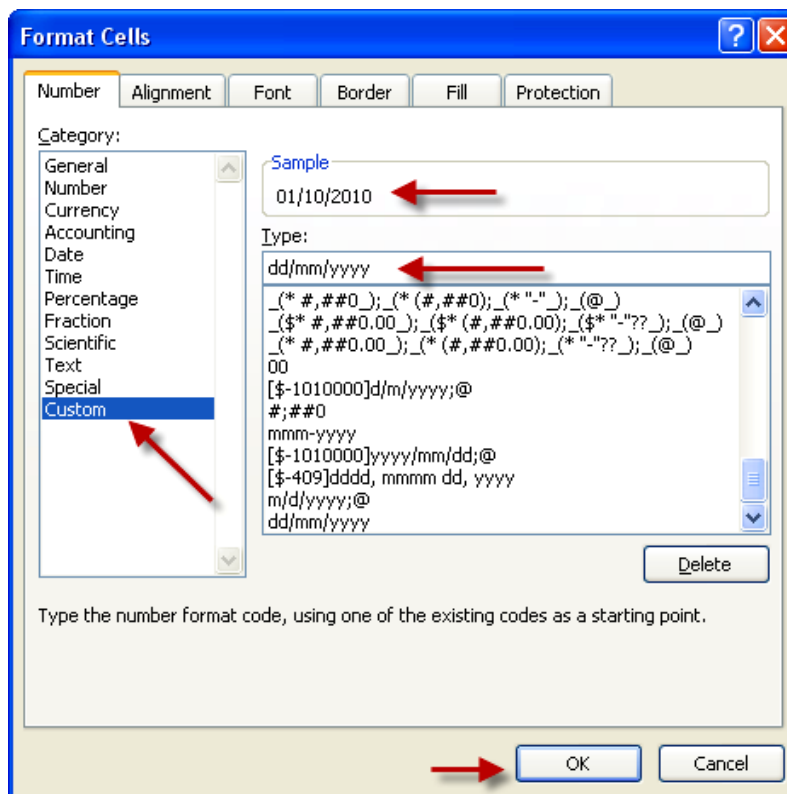 Format Cells
Number Alignment Font Border Fill Protection
Category:
General
Number
Currency
Accounting
Date
Time
Percentage
Fraction
Scientific
Text
Special
Custom
Sample
01/10/2010
Type:
dd/mm/yyyy
_(* #,##0_);_(* (#,##0);_(* "-"_);_(@_)
_($* #,##0.00_);_($* (#,##0.00);_($* "-"??_);_(@_)
_(* #,##0.00_);_(* (#,##0.00);_(* "-"??_);_(@_)
00
[$-1010000]d/m/yyyy;@
#;##0
mmm-yyyy
[$-1010000]yyyy/mm/dd;@
[$-409]dddd, mmmm dd, yyyy
m/d/yyyy;@
dd/mm/yyyy
Delete
Type the number format code, using one of the existing codes as a starting point.
OK Cancel